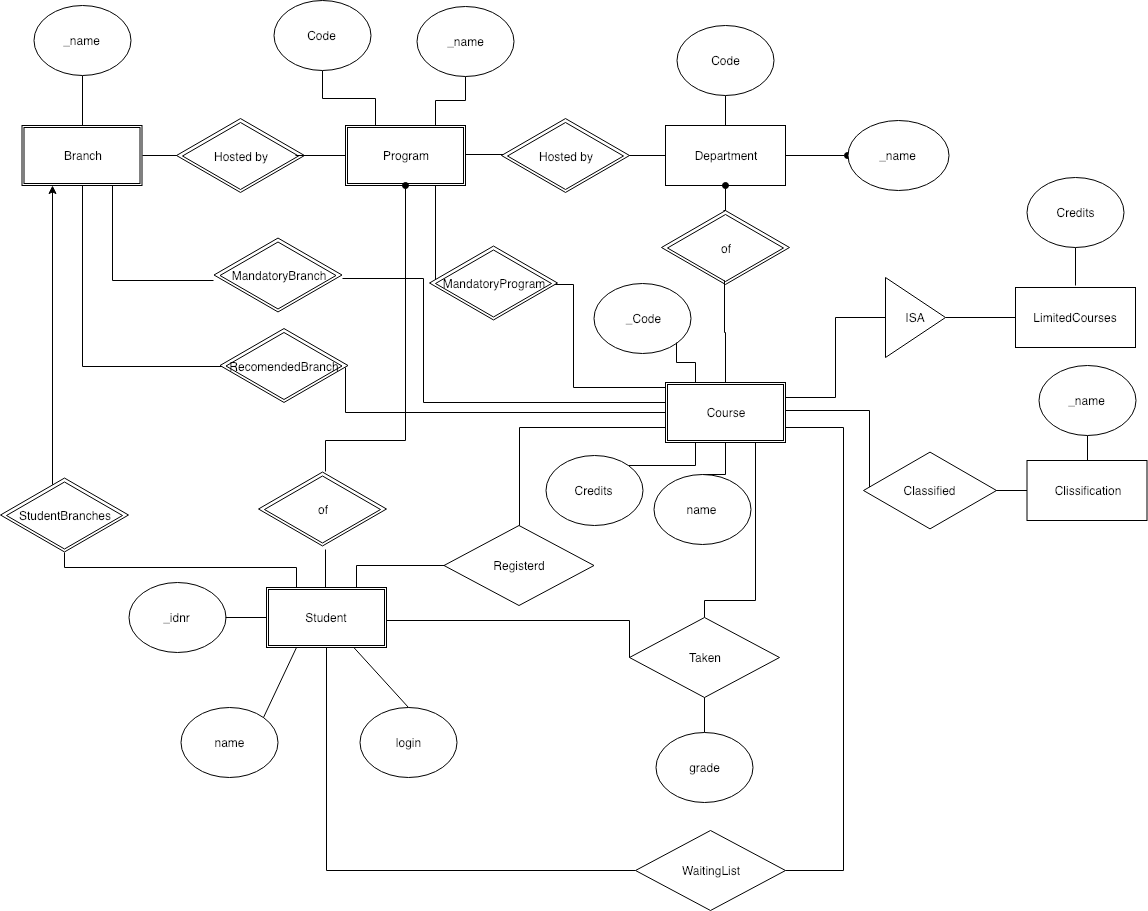 _name
Code
_name
Code
Branch
Hosted by
Program
Hosted by
Department
_name
Credits
of
MandatoryBranch
MandatoryProgram
_Code
ISA
LimitedCourses
RecomendedBranch
_name
Course
Credits
name
Classified
Clissification
StudentBranches
of
Registerd
_idnr
Student
Taken
name
login
grade
WaitingList